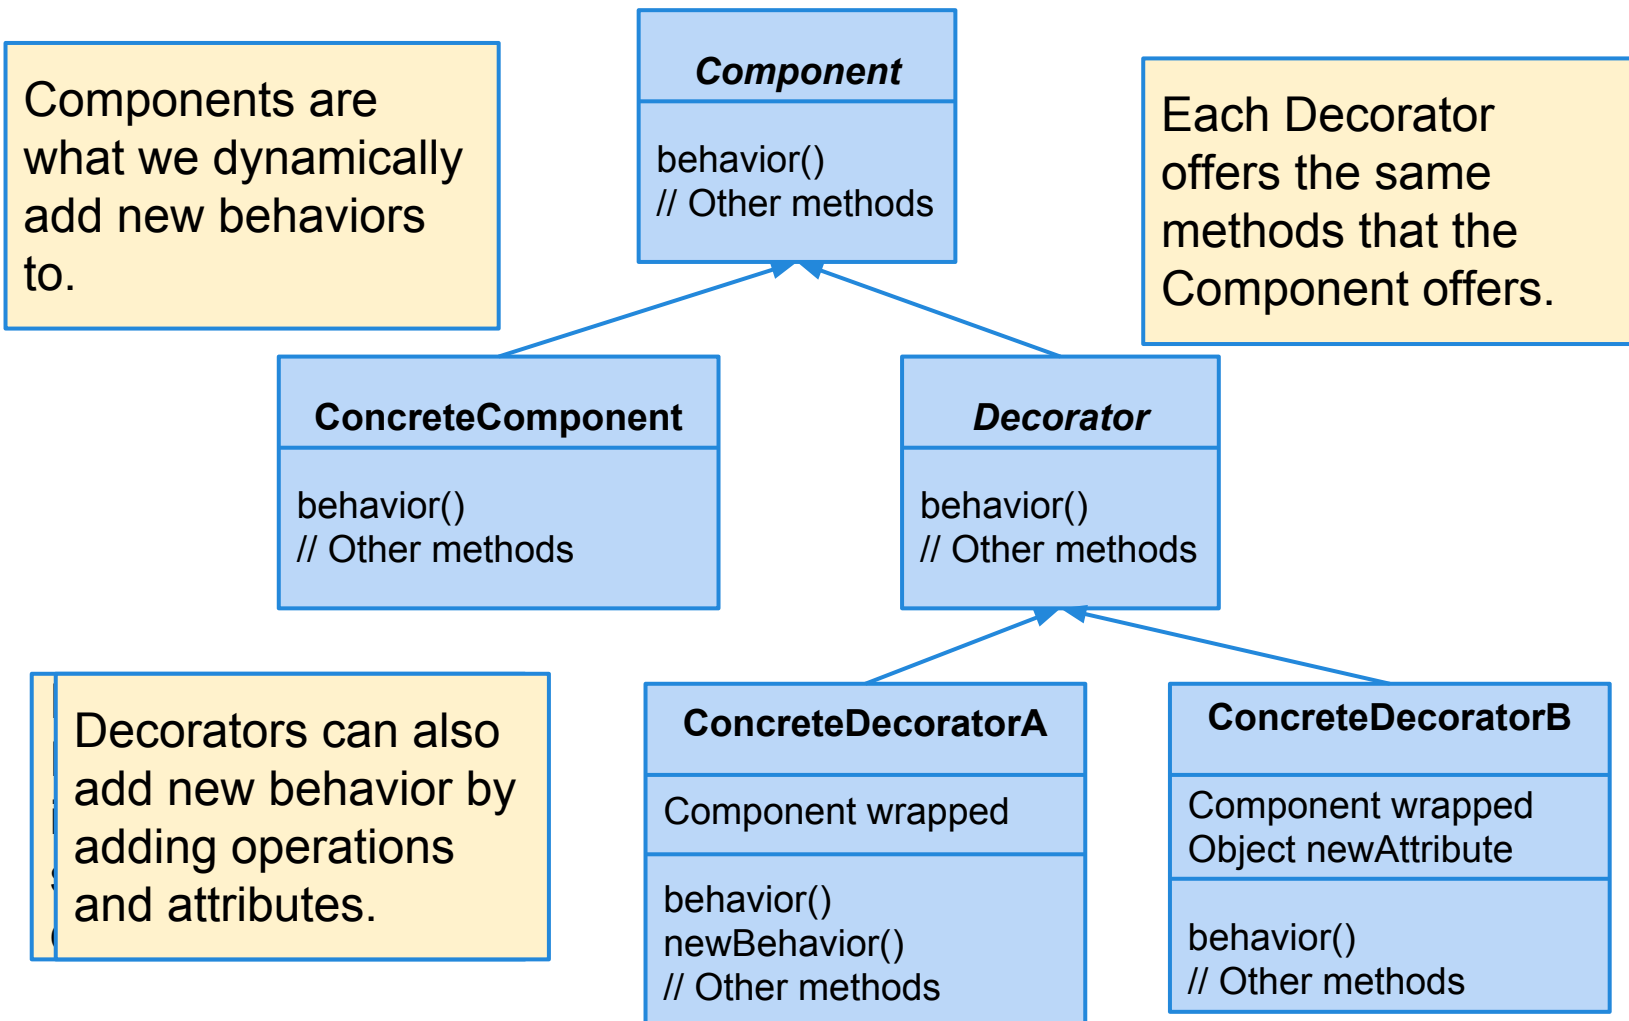 Component
behavior()
// Other methods
Components are
what we dynamically
add new behaviors
to.
Each Decorator
offers the same
methods that the
Component offers.
ConcreteComponent
behavior()
// Other methods
Decorator
behavior()
// Other methods
Decorators can also
add new behavior by
adding operations
and attributes.
ConcreteDecoratorA
Component wrapped
behavior()
newBehavior()
// Other methods
ConcreteDecoratorB
Component wrapped
Object newAttribute
behavior()
// Other methods